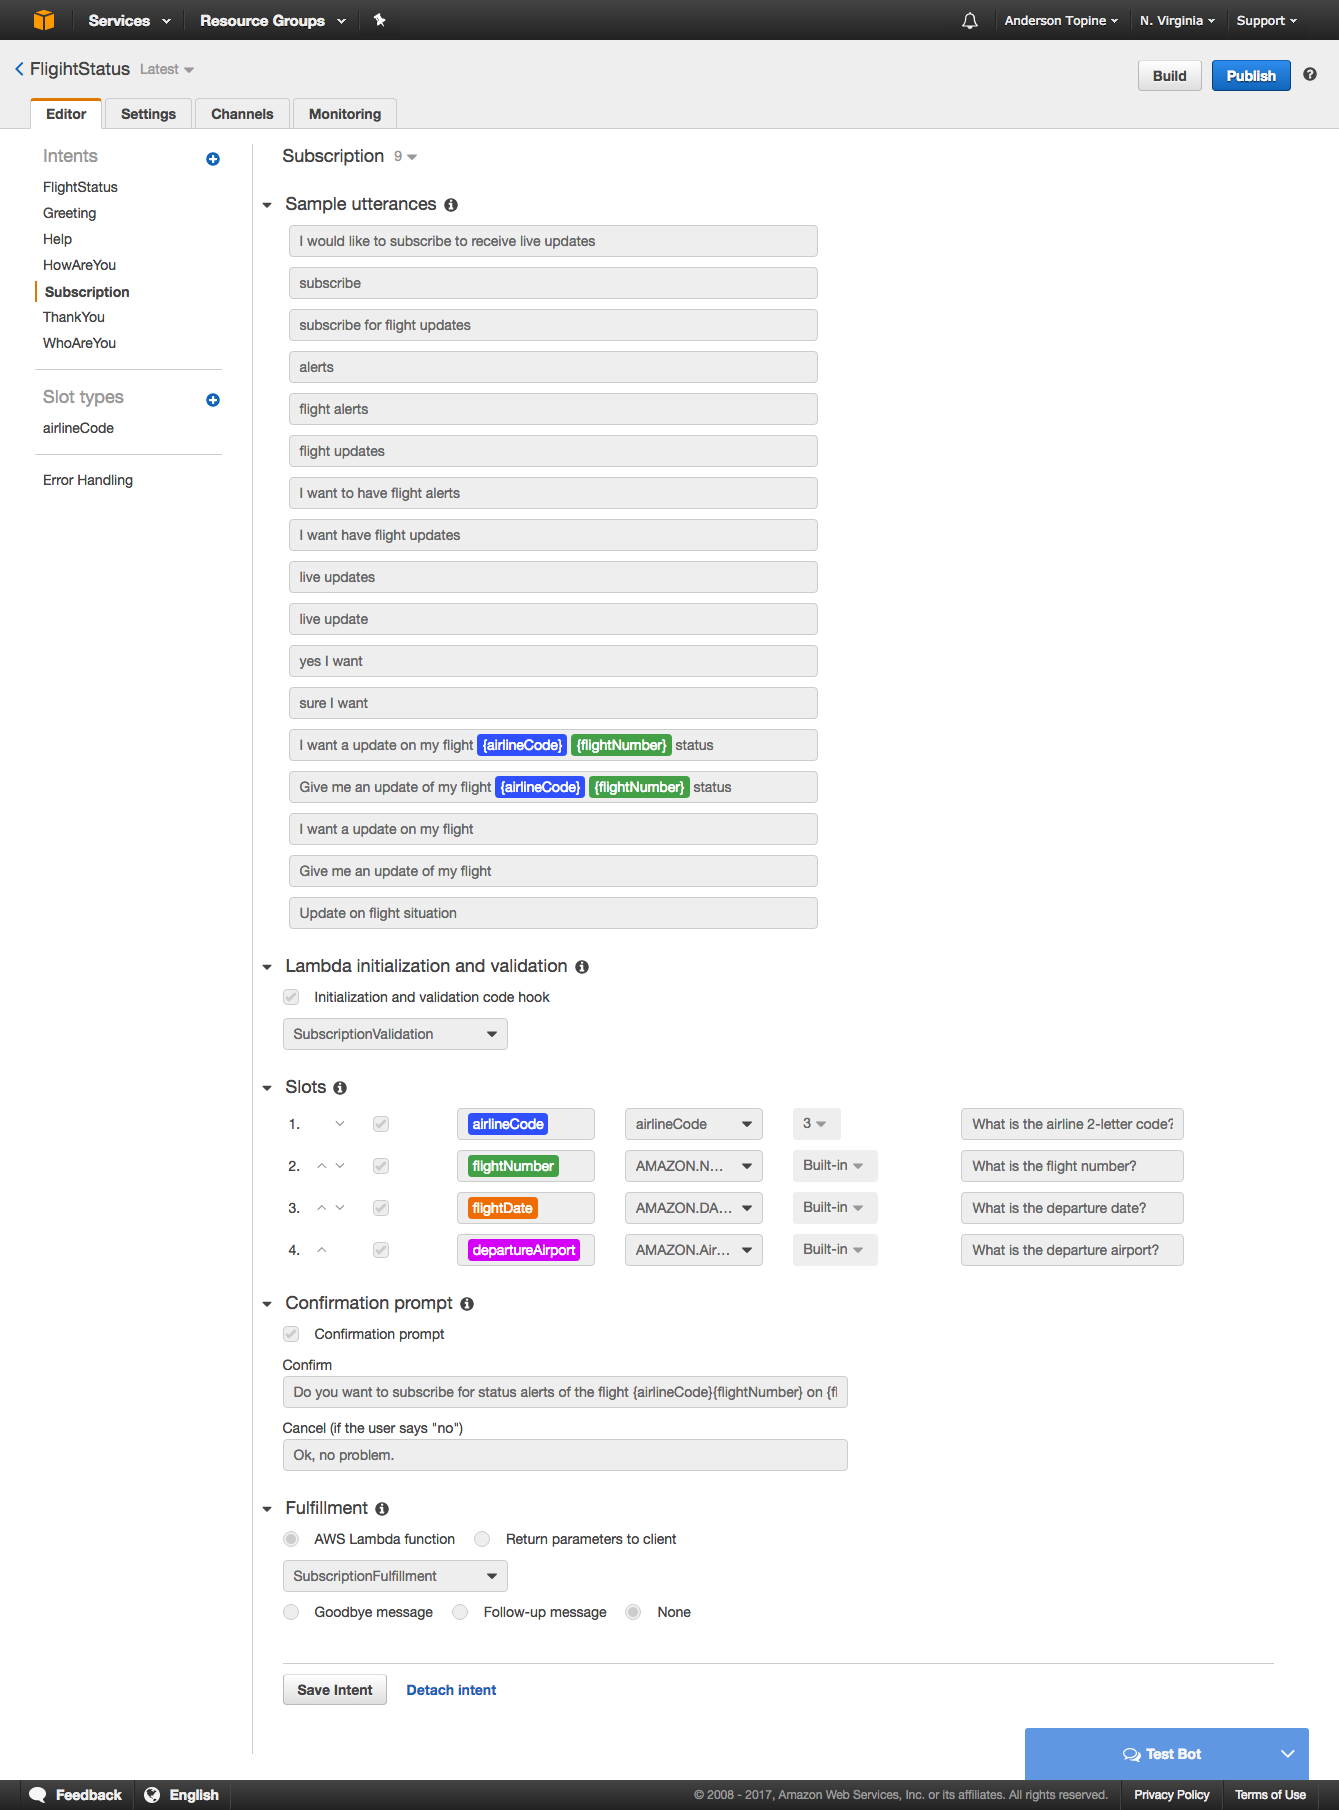 Services Resource Groups Anderson Topine N. Virginia Support
FligihtStatus Latest
Build Publish
Editor Settings Channels Monitoring
Intents
FlightStatus
Greeting
Help
HowAreYou
Subscription
ThankYou
WhoAreYou
Slot types
airlineCode
Error Handling
Subscription 9
Sample utterances
I would like to subscribe to receive live updates
subscribe
subscribe for flight updates
alerts
flight alerts
flight updates
I want to have flight alerts
I want have flight updates
live updates
live update
yes I want
sure I want
I want a update on my flight {airlineCode} {flightNumber} status
Give me an update of my flight {airlineCode} {flightNumber} status
I want a update on my flight
Give me an update of my flight
Update on flight situation
Lambda initialization and validation
Initialization and validation code hook
SubscriptionValidation
Slots
1. airlineCode airlineCode 3 What is the airline 2-letter code?
2. flightNumber AMAZON.N... Built-in What is the flight number?
3. flightDate AMAZON.DA... Built-in What is the departure date?
4. departureAirport AMAZON.Air... Built-in What is the departure airport?
Confirmation prompt
Confirmation prompt
Confirm
Do you want to subscribe for status alerts of the flight {airlineCode}{flightNumber} on {fl
Cancel (if the user says "no")
Ok, no problem.
Fulfillment
AWS Lambda function Return parameters to client
SubscriptionFulfillment
Goodbye message Follow-up message None
Save Intent Detach intent
Test Bot
Feedback English © 2008 - 2017, Amazon Web Services, Inc. or its affiliates. All rights reserved. Privacy Policy Terms of Use